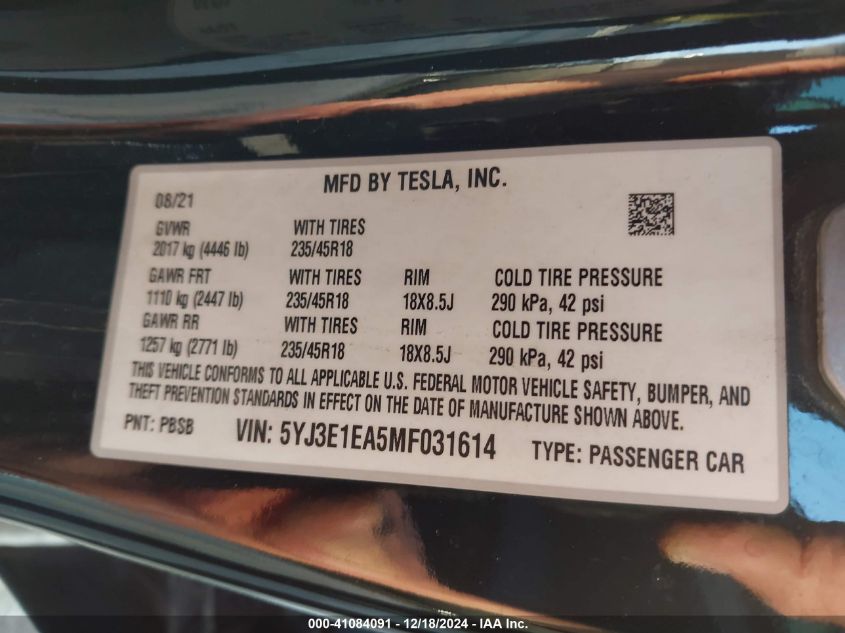 MFD BY TESLA, INC.
08/21
GVWR WITH TIRES
2017 kg (4446 lb) 235/45R18
GAWR FRT WITH TIRES RIM COLD TIRE PRESSURE
1110 kg (2447 lb) 235/45R18 18X8.5J 290 kPa, 42 psi
GAWR RR WITH TIRES RIM COLD TIRE PRESSURE
1257 kg (2771 lb) 235/45R18 18X8.5J 290 kPa, 42 psi
THIS VEHICLE CONFORMS TO ALL APPLICABLE U.S. FEDERAL MOTOR VEHICLE SAFETY, BUMPER, AND
THEFT PREVENTION STANDARDS IN EFFECT ON THE DATE OF MANUFACTURE SHOWN ABOVE.
PNT: PBSB VIN: 5YJ3E1EA5MF031614 TYPE: PASSENGER CAR
000-41084091 - 12/18/2024 - IAA Inc.